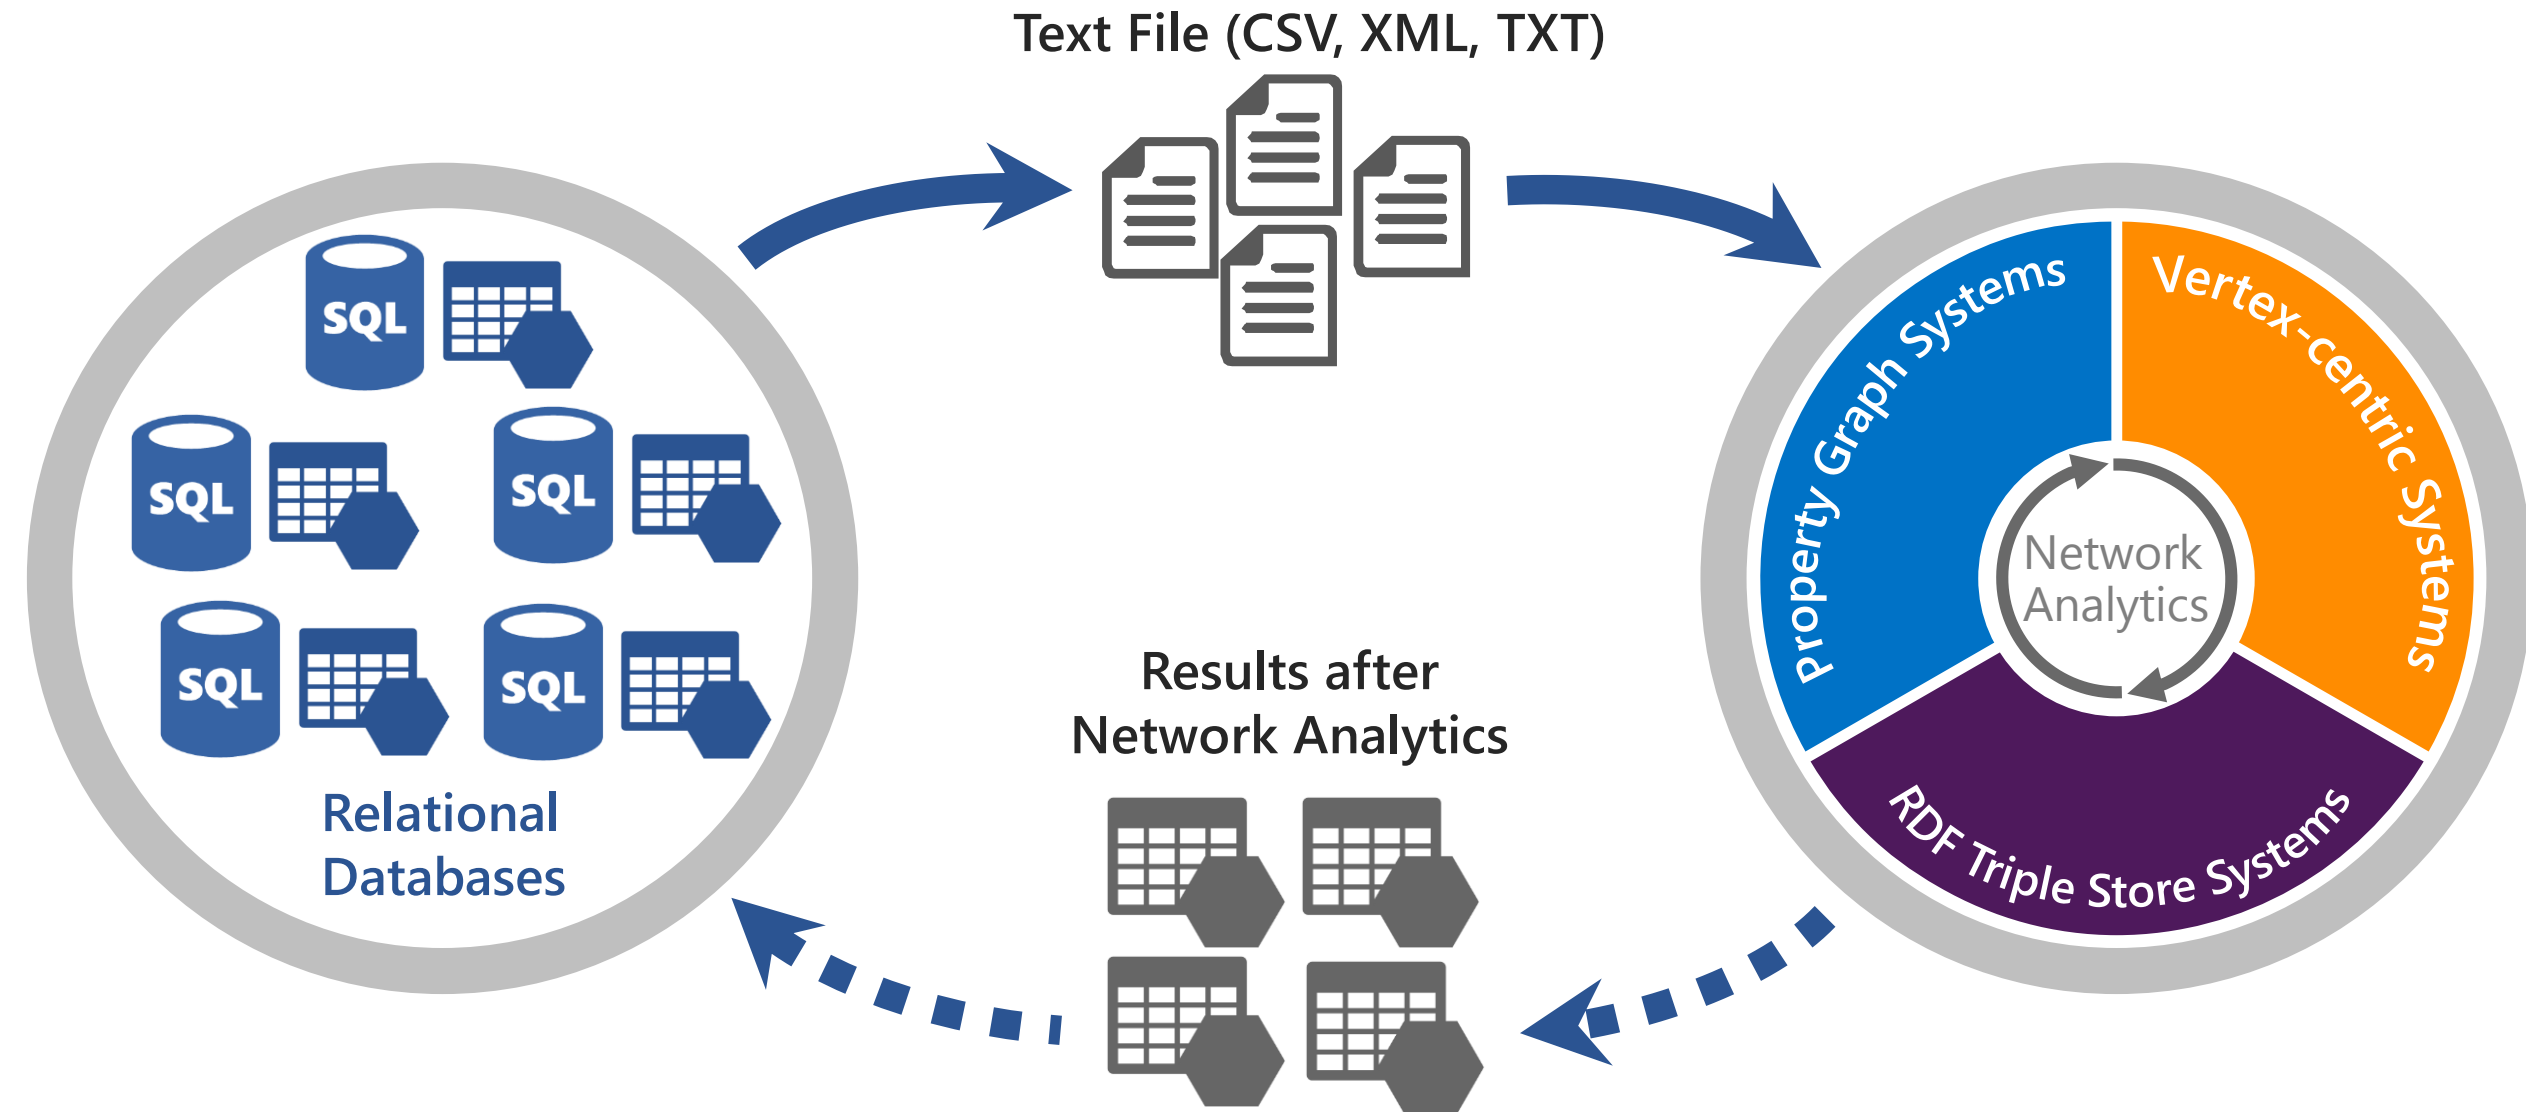 Text File (CSV, XML, TXT)
SQL
SQL
SQL
SQL
SQL
Relational
Databases
Property Graph Systems
Vertex-centric Systems
RDF Triple Store Systems
Network
Analytics
Results after
Network Analytics